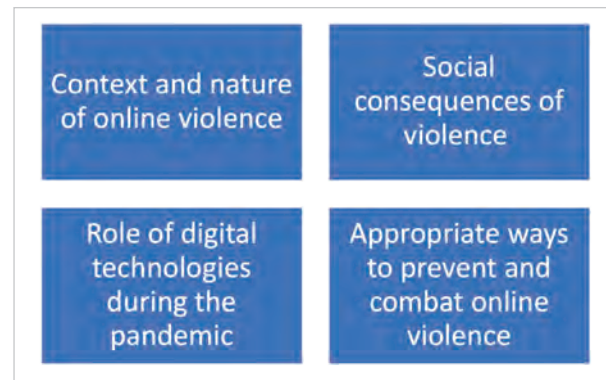 Context and nature
of online violence
Social
consequences of
violence
Role of digital
technologies
during the
pandemic
Appropriate ways
to prevent and
combat online
violence